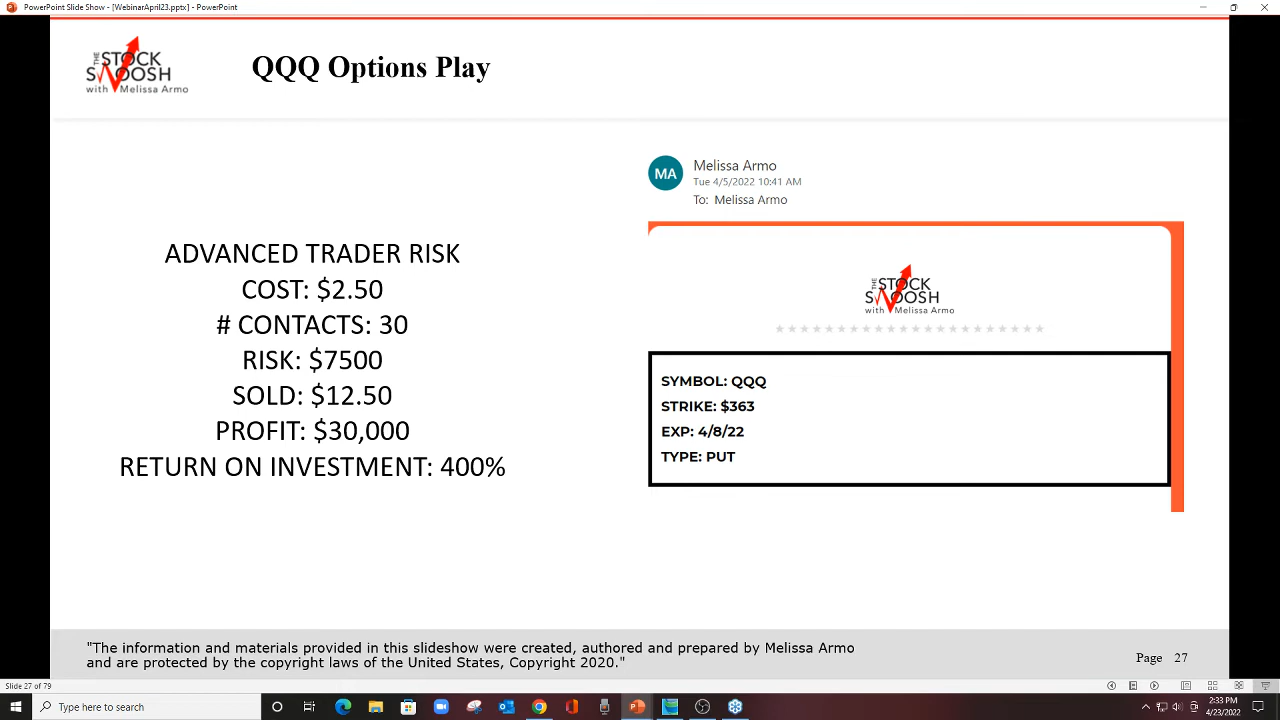 PowerPoint Slide Show - [WebinarApril23.pptx] - PowerPoint
THE
STOCK
SWOOSH
with Melissa Armo
QQQ Options Play
ADVANCED TRADER RISK
COST: $2.50
# CONTACTS: 30
RISK: $7500
SOLD: $12.50
PROFIT: $30,000
RETURN ON INVESTMENT: 400%
MA
Melissa Armo
Tue 4/5/2022 10:41 AM
To: Melissa Armo
THE
STOCK
SWOOSH
with Melissa Armo
SYMBOL: QQQ
STRIKE: $363
EXP: 4/8/22
TYPE: PUT
"The information and materials provided in this slideshow were created, authored and prepared by Melissa Armo
and are protected by the copyright laws of the United States, Copyright 2020."
Page 27
Slide 27 of 79
Type here to search
2:33 PM
4/23/2022